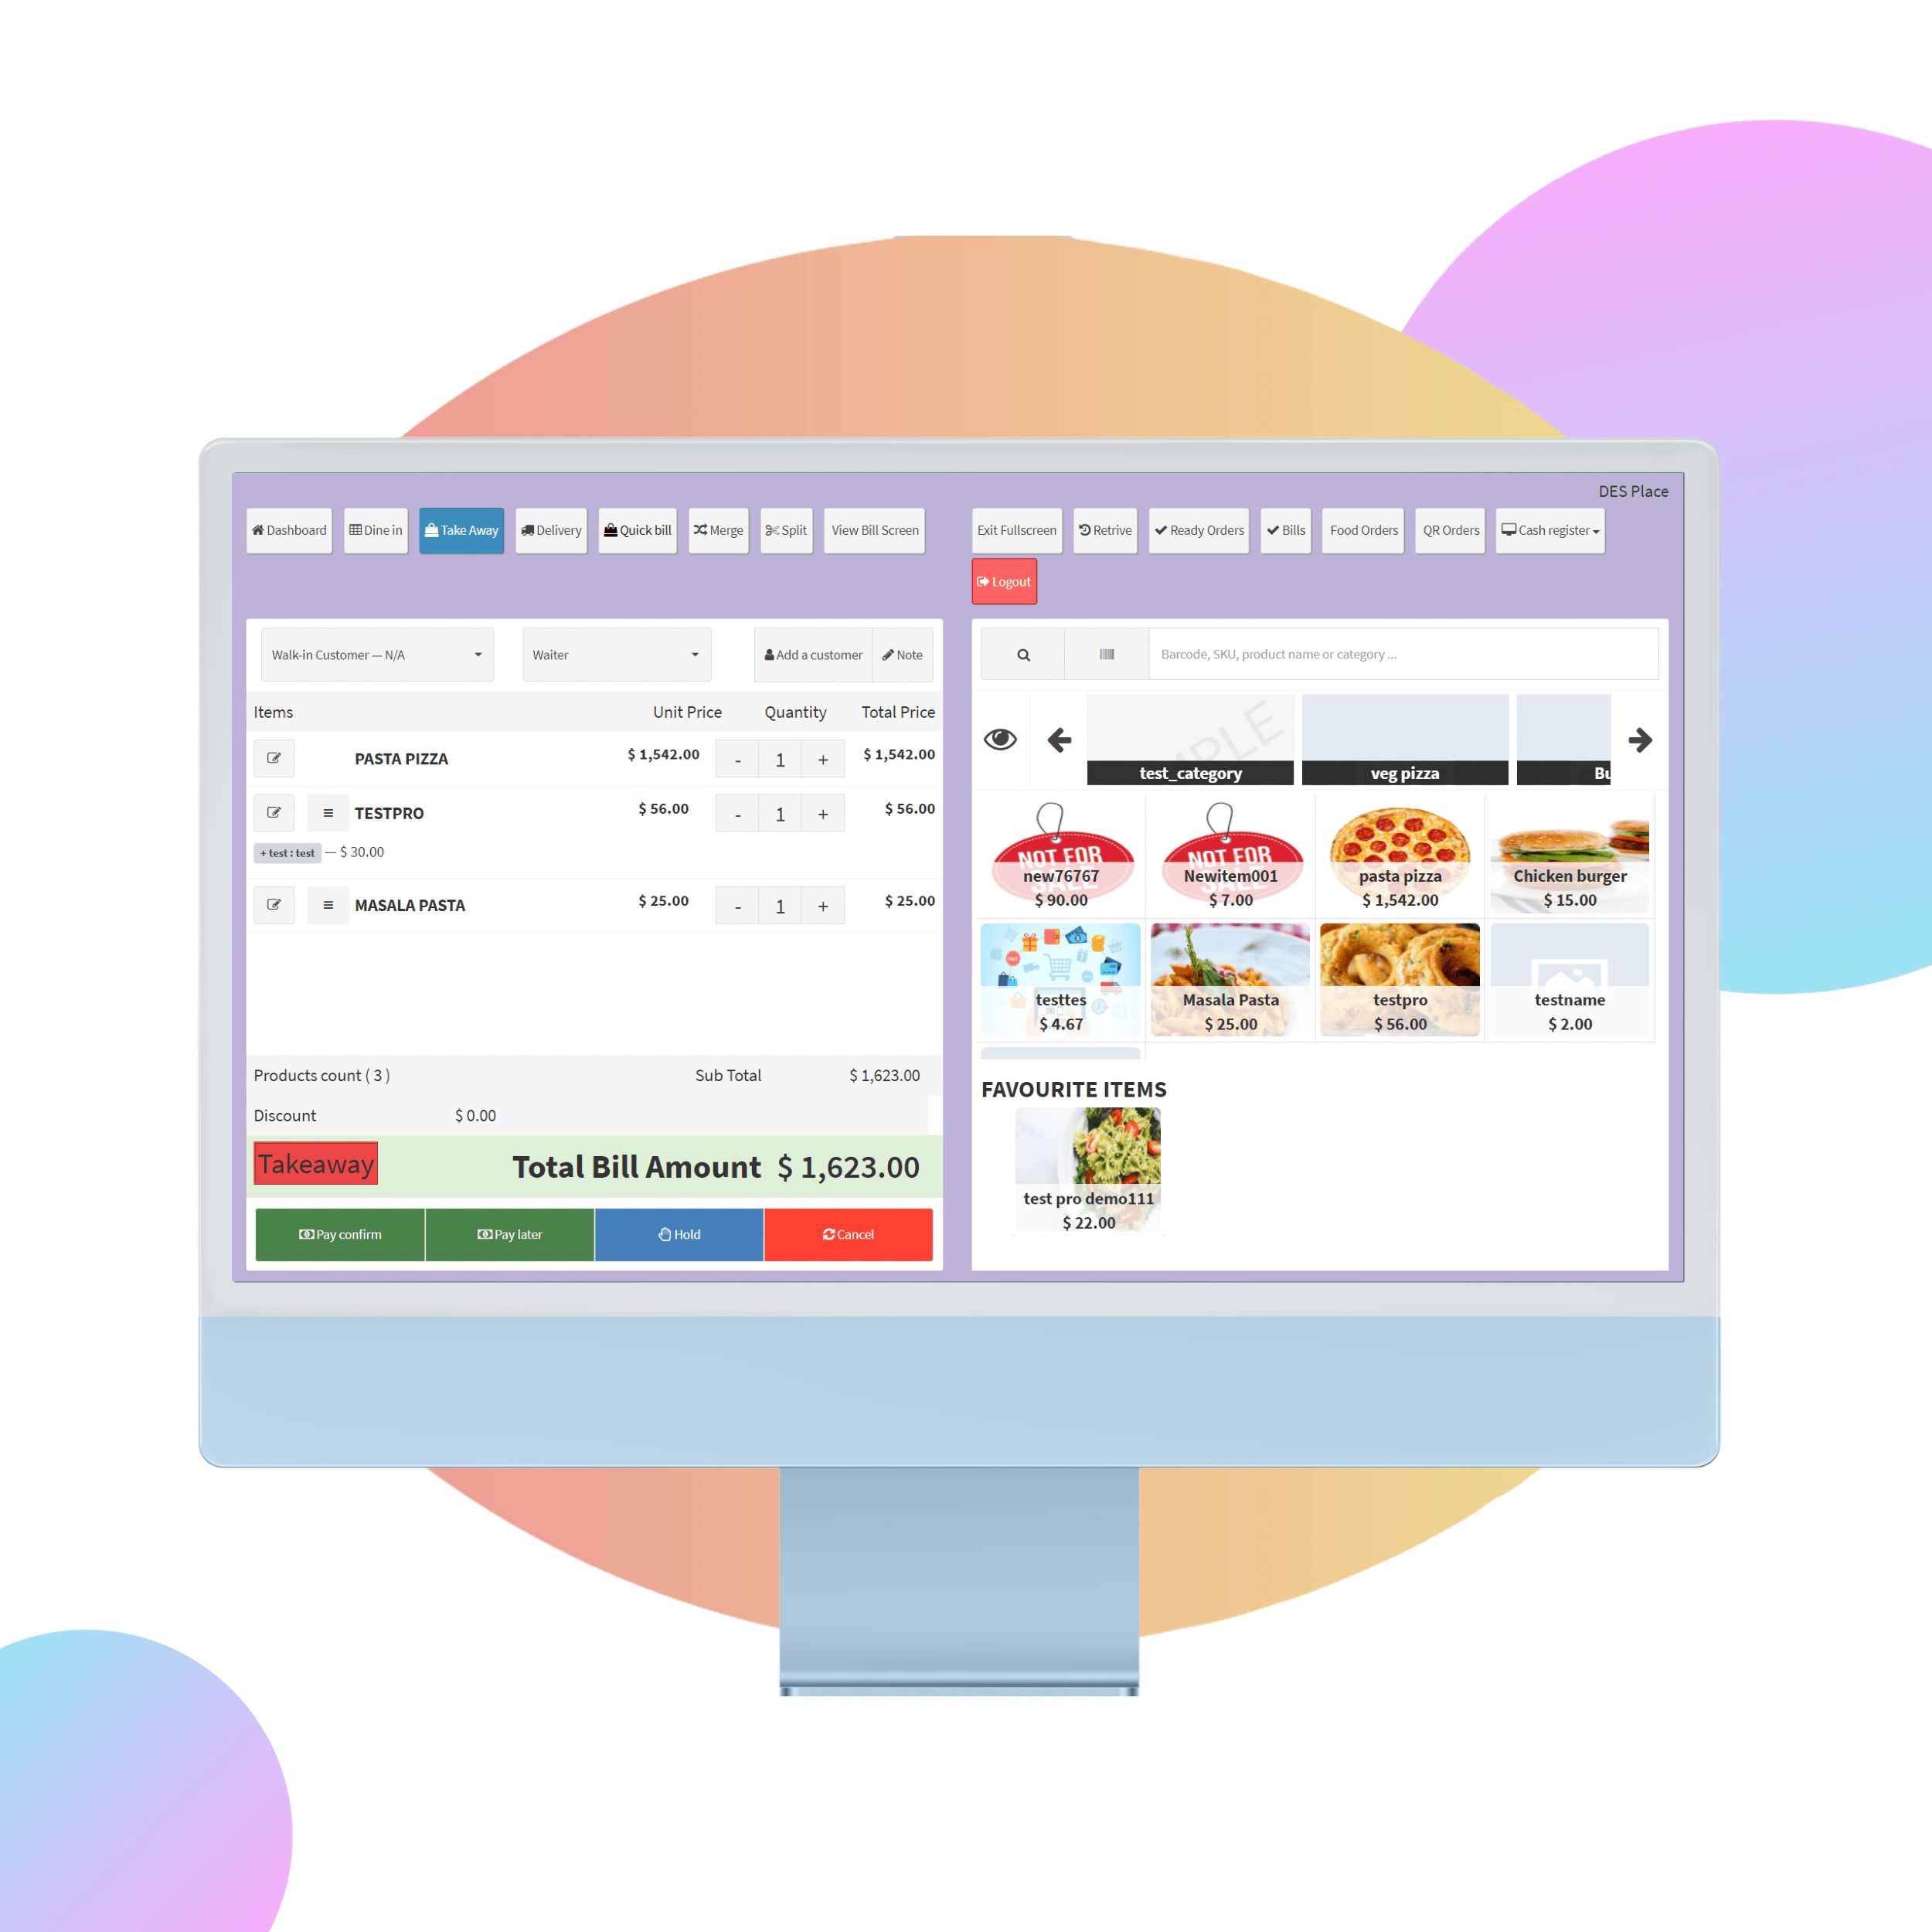 DES Place
Dashboard Dine in Take Away Delivery Quick bill Merge Split View Bill Screen
Exit Fullscreen Retrive Ready Orders Bills Food Orders QR Orders Cash register
Logout
Walk-in Customer — N/A Waiter Add a customer Note
Items Unit Price Quantity Total Price
PASTA PIZZA $ 1,542.00 - 1 + $ 1,542.00
TESTPRO $ 56.00 - 1 + $ 56.00
+ test : test — $ 30.00
MASALA PASTA $ 25.00 - 1 + $ 25.00
Products count ( 3 ) Sub Total $ 1,623.00
Discount $ 0.00
Takeaway Total Bill Amount $ 1,623.00
Pay confirm Pay later Hold Cancel
Barcode, SKU, product name or category ...
test_category veg pizza Bu
NOT FOR NOT FOR
new76767 Newitem001 pasta pizza Chicken burger
SALE SALE
$ 90.00 $ 7.00 $ 1,542.00 $ 15.00
testtes Masala Pasta testpro testname
$ 4.67 $ 25.00 $ 56.00 $ 2.00
FAVOURITE ITEMS
test pro demo111
$ 22.00